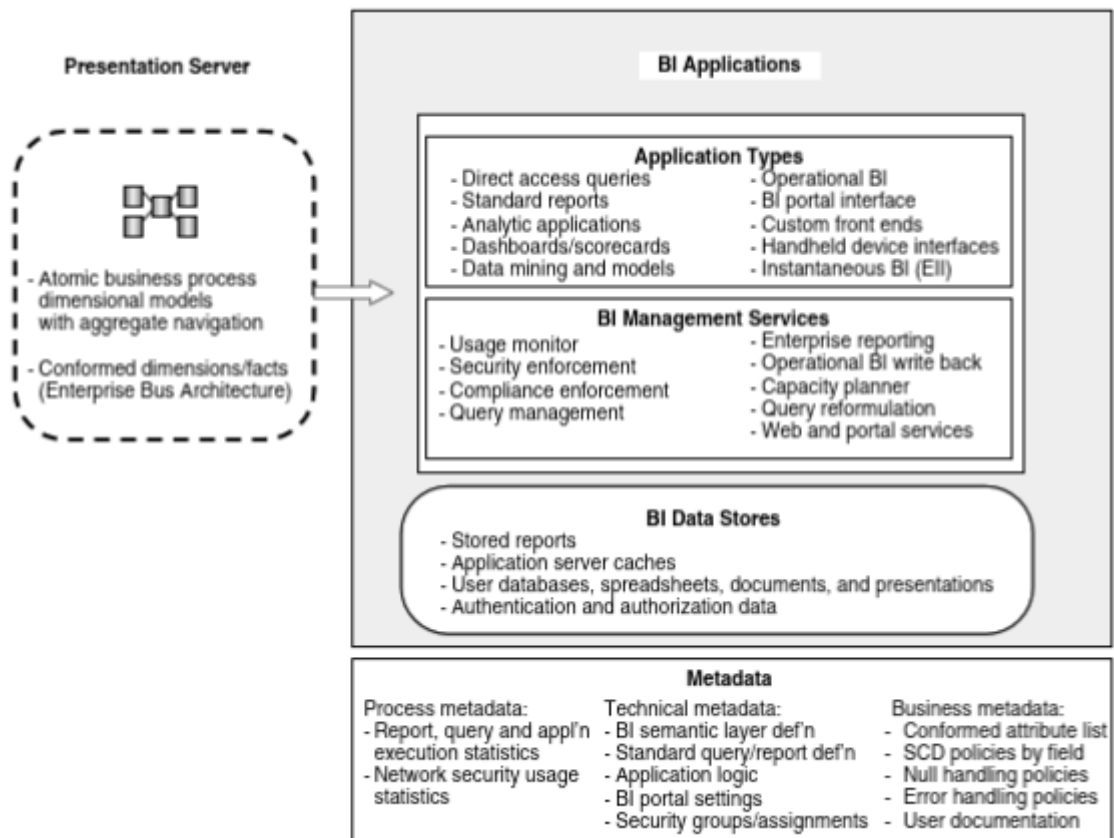 Presentation Server
- Atomic business process
dimensional models
with aggregate navigation
- Conformed dimensions/facts
(Enterprise Bus Architecture)
BI Applications
Application Types
- Direct access queries
- Standard reports
- Analytic applications
- Dashboards/scorecards
- Data mining and models
- Operational BI
- BI portal interface
- Custom front ends
- Handheld device interfaces
- Instantaneous BI (EII)
BI Management Services
- Usage monitor
- Security enforcement
- Compliance enforcement
- Query management
- Enterprise reporting
- Operational BI write back
- Capacity planner
- Query reformulation
- Web and portal services
BI Data Stores
- Stored reports
- Application server caches
- User databases, spreadsheets, documents, and presentations
- Authentication and authorization data
Metadata
Process metadata:
- Report, query and appl'n
execution statistics
- Network security usage
statistics
Technical metadata:
- BI semantic layer def'n
- Standard query/report def'n
- Application logic
- BI portal settings
- Security groups/assignments
Business metadata:
- Conformed attribute list
- SCD policies by field
- Null handling policies
- Error handling policies
- User documentation